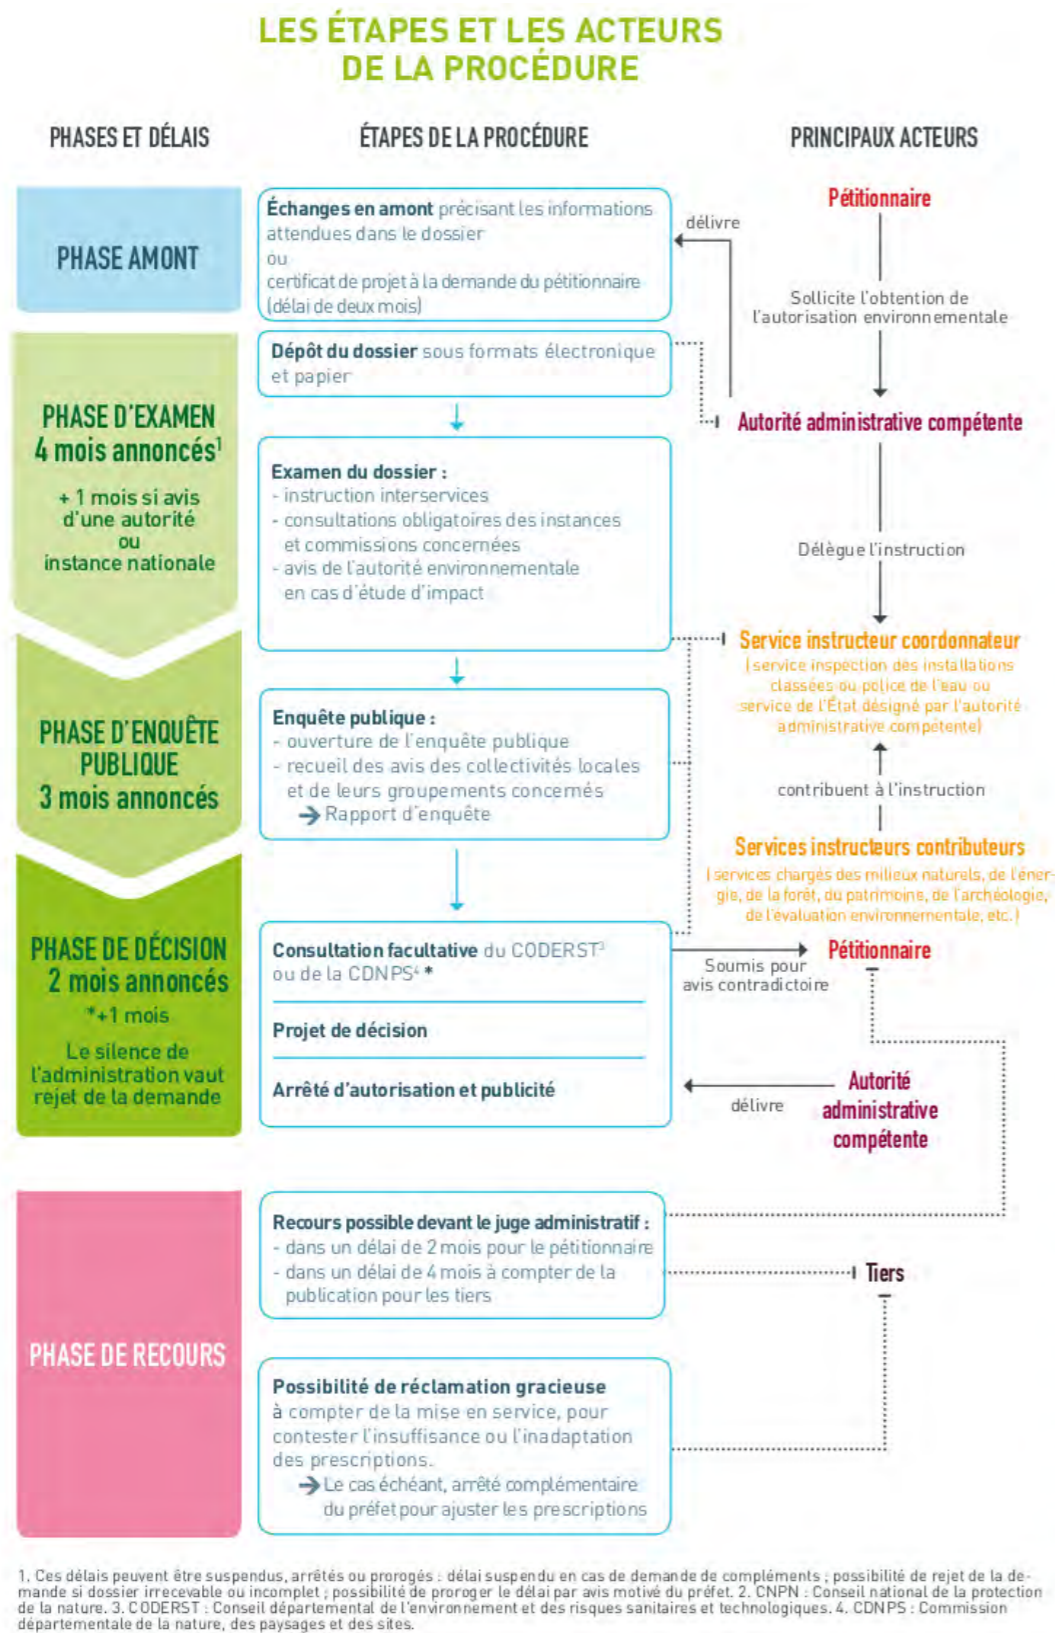 LES ÉTAPES ET LES ACTEURS
DE LA PROCÉDURE
PHASES ET DÉLAIS
ÉTAPES DE LA PROCÉDURE
PRINCIPAUX ACTEURS
PHASE AMONT
Échanges en amont précisant les informations
attendues dans le dossier
ou
certificat de projet à la demande du pétitionnaire
(délai de deux mois)
délivre
Pétitionnaire
Sollicite l'obtention de
l'autorisation environnementale
PHASE D'EXAMEN
4 mois annoncés1
+ 1 mois si avis
d'une autorité
ou
instance nationale
Dépôt du dossier sous formats électronique
et papier
Autorité administrative compétente
Examen du dossier :
- instruction interservices
- consultations obligatoires des instances
et commissions concernées
- avis de l'autorité environnementale
en cas d'étude d'impact
Délègue l'instruction
Service instructeur coordonnateur
(service inspection des installations
classées ou police de l'eau ou
service de l'État désigné par l'autorité
administrative compétente)
PHASE D'ENQUÊTE
PUBLIQUE
3 mois annoncés
Enquête publique :
- ouverture de l'enquête publique
- recueil des avis des collectivités locales
et de leurs groupements concernés
→ Rapport d'enquête
contribuent à l'instruction
Services instructeurs contributeurs
(services chargés des milieux naturels, de l'éner-
gie, de la forêt, du patrimoine, de l'archéologie,
de l'évaluation environnementale, etc.)
PHASE DE DÉCISION
2 mois annoncés
*+1 mois
Le silence de
l'administration vaut
rejet de la demande
Consultation facultative du CODERST3
ou de la CDNPS4 *
Projet de décision
Arrêté d'autorisation et publicité
Soumis pour
avis contradictoire
Pétitionnaire
délivre
Autorité
administrative
compétente
PHASE DE RECOURS
Recours possible devant le juge administratif :
- dans un délai de 2 mois pour le pétitionnaire
- dans un délai de 4 mois à compter de la
publication pour les tiers
Tiers
Possibilité de réclamation gracieuse
à compter de la mise en service, pour
contester l'insuffisance ou l'inadaptation
des prescriptions.
→ Le cas échéant, arrêté complémentaire
du préfet pour ajuster les prescriptions
1. Ces délais peuvent être suspendus, arrêtés ou prorogés : délai suspendu en cas de demande de compléments ; possibilité de rejet de la de-
mande si dossier irrecevable ou incomplet ; possibilité de proroger le délai par avis motivé du préfet. 2. CNPN : Conseil national de la protection
de la nature. 3. CODERST : Conseil départemental de l'environnement et des risques sanitaires et technologiques. 4. CDNPS : Commission
départementale de la nature, des paysages et des sites.